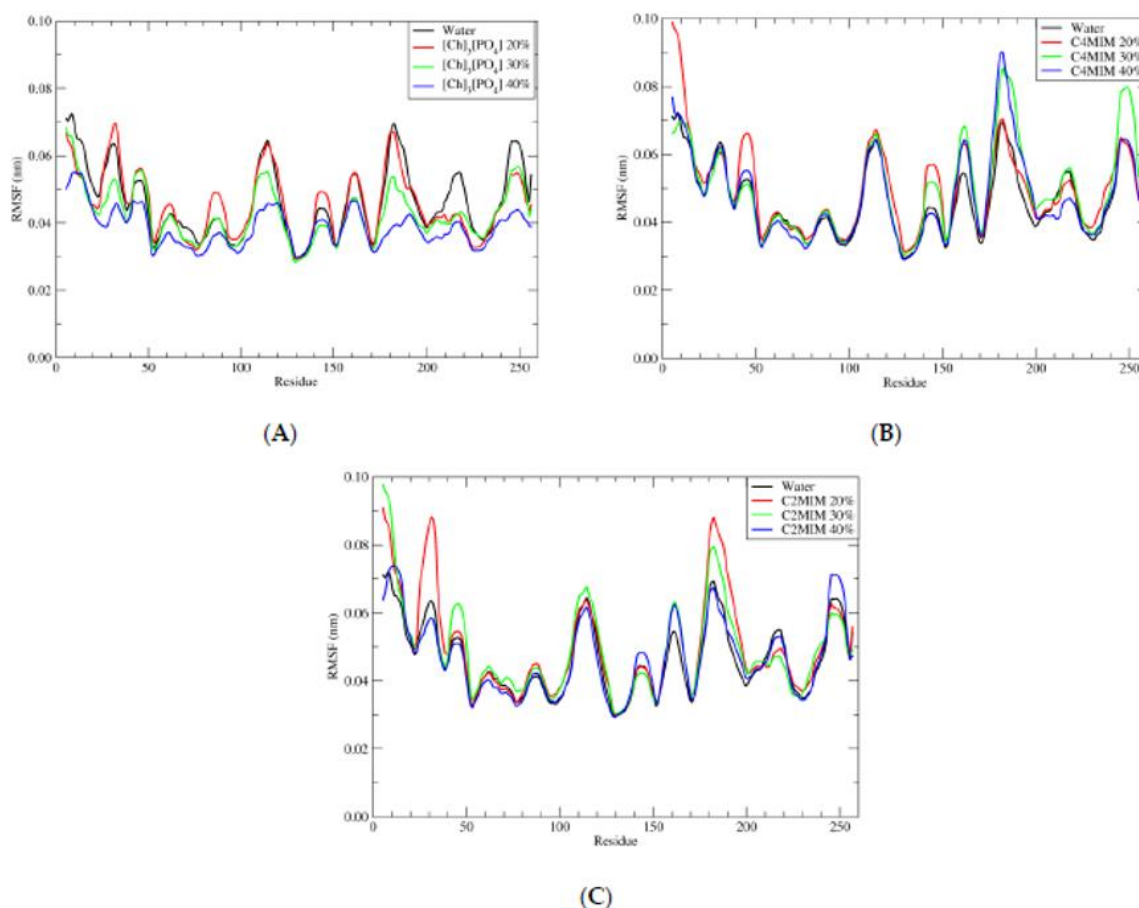 0.10
0.08
0.06
0.04
0.02
0.00
RMSF (nm)
Water
[Ch]3[PO4] 20%
[Ch]3[PO4] 30%
[Ch]3[PO4] 40%
0 50 100 150 200 250
Residue
(A)
0.10
0.08
0.06
0.04
0.02
0.00
RMSF (nm)
Water
C4MIM 20%
C4MIM 30%
C4MIM 40%
0 50 100 150 200 250
Residue
(B)
0.10
0.08
0.06
0.04
0.02
0.00
RMSF (nm)
Water
C2MIM 20%
C2MIM 30%
C2MIM 40%
0 50 100 150 200 250
Residue
(C)